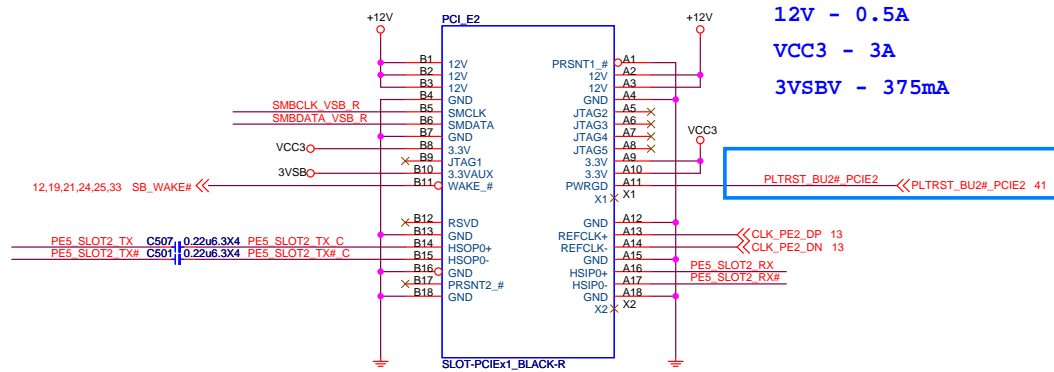 12V - 0.5A
VCC3 - 3A
3VSBV - 375mA
+12V
PCI_E2
+12V
B1 12V
B2 12V
B3 12V
B4 GND
SMBCLK_VSB_R B5 SMCLK
SMBDATA_VSB_R B6 SMDATA
B7 GND
VCC3 B8 3.3V
B9 JTAG1
3VSB B10 3.3VAUX
12,19,21,24,25,33 SB_WAKE# B11 WAKE_#
B12 RSVD
B13 GND
PE5_SLOT2_TX C507 0.22u6.3X4 PE5_SLOT2_TX_C B14 HSOP0+
PE5_SLOT2_TX# C501 0.22u6.3X4 PE5_SLOT2_TX#_C B15 HSOP0-
B16 GND
B17 PRSNT2_#
B18 GND
PRSNT1_# A1
12V A2
12V A3
GND A4
JTAG2 A5
JTAG3 A6
JTAG4 A7
JTAG5 A8
VCC3
3.3V A9
3.3V A10
PWRGD A11 PLTRST_BU2#_PCIE2 PLTRST_BU2#_PCIE2 41
X1 X1
GND A12
REFCLK+ A13 CLK_PE2_DP 13
REFCLK- A14 CLK_PE2_DN 13
GND A15
HSIP0+ A16 PE5_SLOT2_RX
HSIP0- A17 PE5_SLOT2_RX#
GND A18
X2 X2
SLOT-PCIEx1_BLACK-R